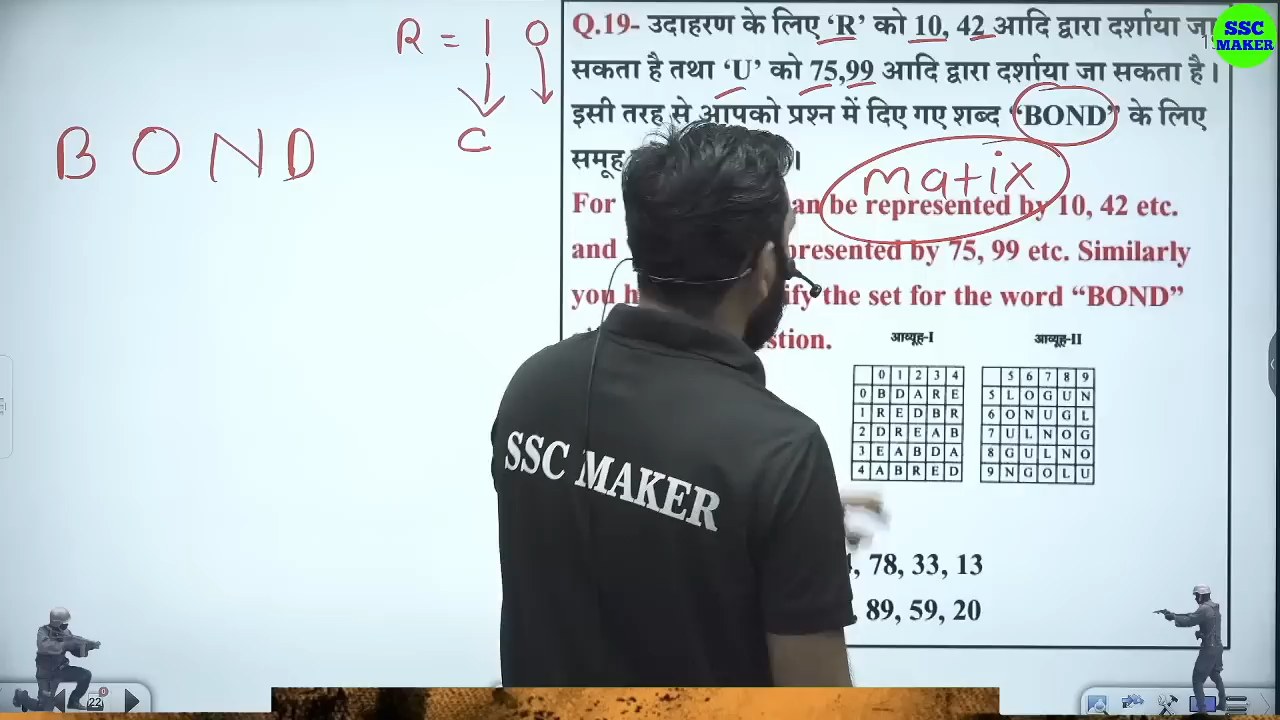 R = 1 0
C
B O N D
matix
Q.19- उदाहरण के लिए ‘R’ को 10, 42 आदि द्वारा दर्शाया जा
सकता है तथा ‘U’ को 75,99 आदि द्वारा दर्शाया जा सकता है।
इसी तरह से आपको प्रश्न में दिए गए शब्द “BOND” के लिए
समूह
For an be represented by 10, 42 etc.
and presented by 75, 99 etc. Similarly
you ify the set for the word “BOND”
stion.
आव्यूह-I आव्यूह-II
0 1 2 3 4
0 B D A R E
1 R E D B R
2 D R E A B
3 E A B D A
4 A B R E D
5 6 7 8 9
5 L O G U N
6 O N U G L
7 U L N O G
8 G U L N O
9 N G O L U
, 78, 33, 13
, 89, 59, 20
SSC MAKER
SSC
MAKER
22